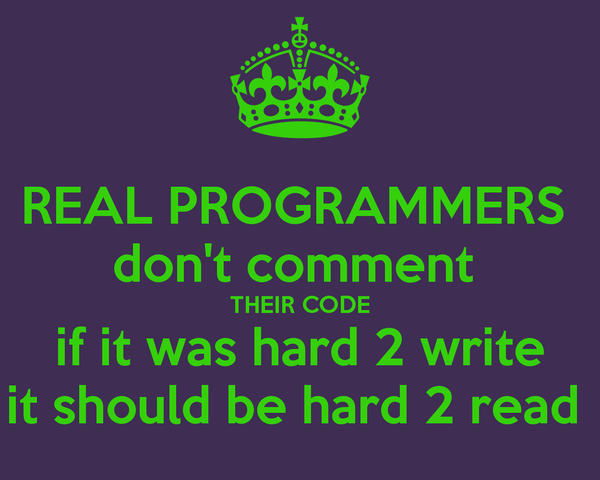 REAL PROGRAMMERS
don't comment
THEIR CODE
if it was hard 2 write
it should be hard 2 read